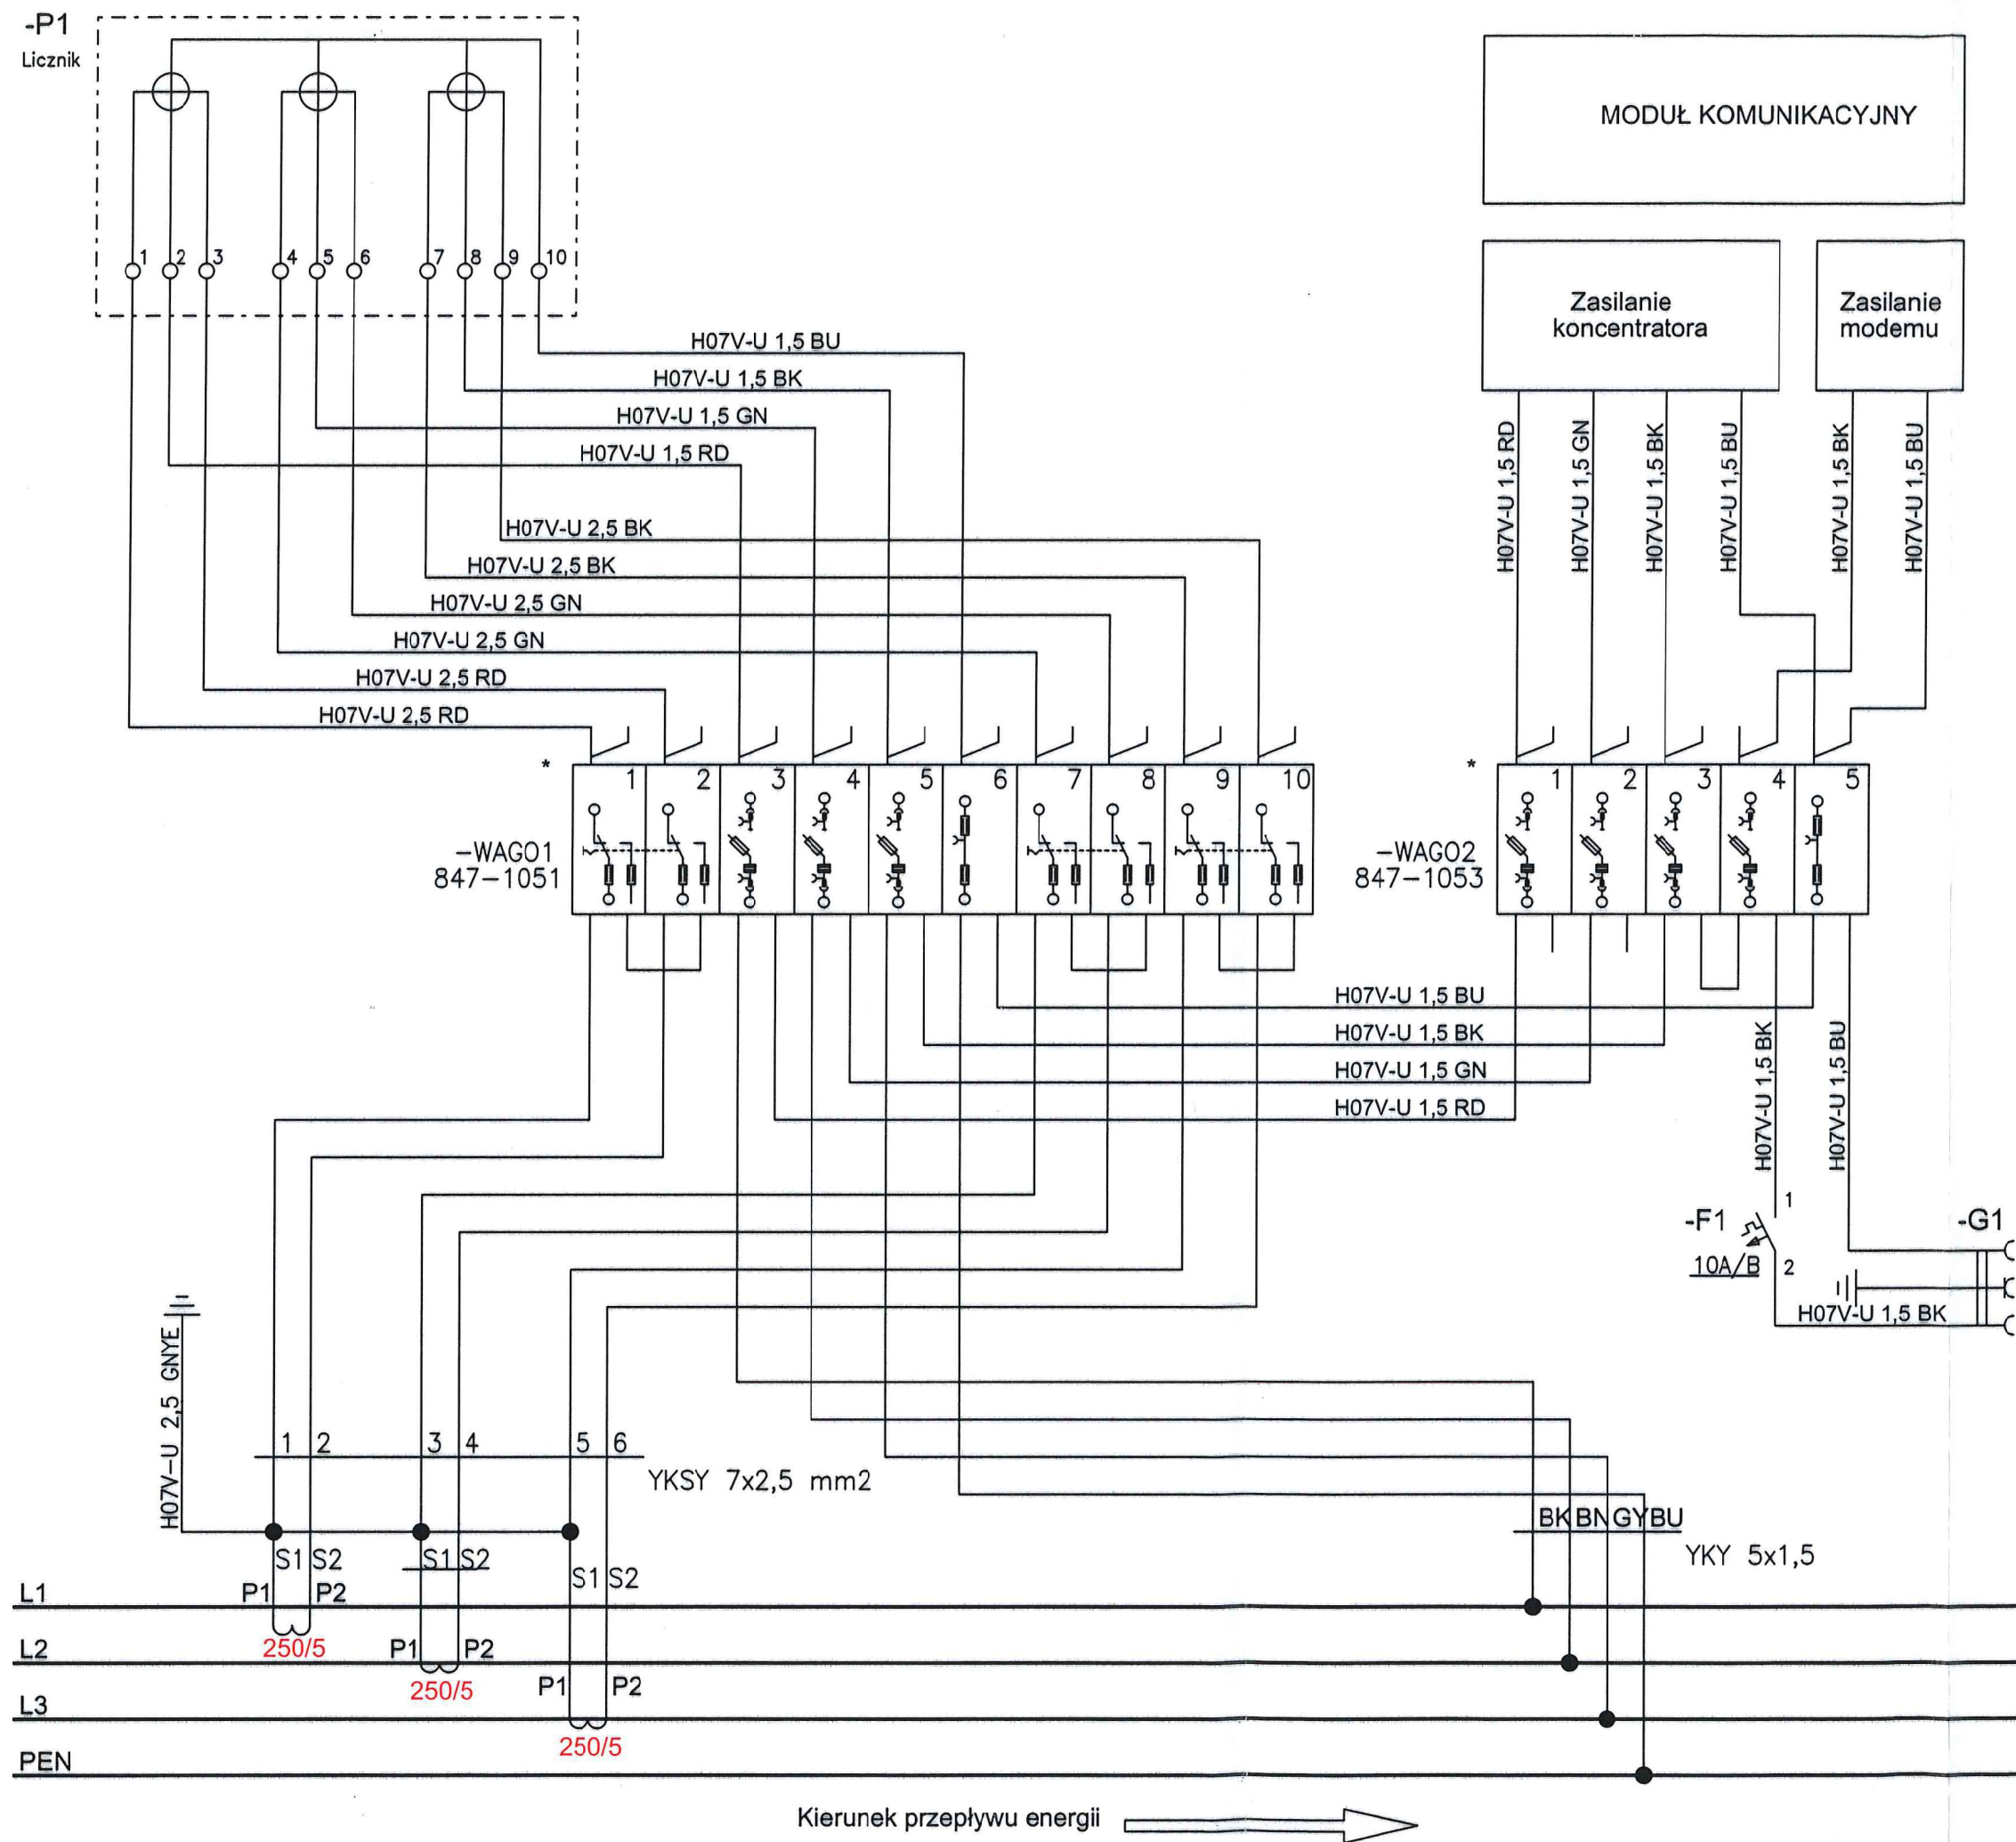 -P1
Licznik
1 2 3 4 5 6 7 8 9 10
MODUŁ KOMUNIKACYJNY
Zasilanie
koncentratora
Zasilanie
modemu
H07V-U 1,5 BU
H07V-U 1,5 BK
H07V-U 1,5 GN
H07V-U 1,5 RD
H07V-U 2,5 BK
H07V-U 2,5 BK
H07V-U 2,5 GN
H07V-U 2,5 GN
H07V-U 2,5 RD
H07V-U 2,5 RD
H07V-U 1,5 RD
H07V-U 1,5 GN
H07V-U 1,5 BK
H07V-U 1,5 BU
H07V-U 1,5 BK
H07V-U 1,5 BU
*
1 2 3 4 5 6 7 8 9 10
-WAGO1
847-1051
*
1 2 3 4 5
-WAGO2
847-1053
H07V-U 1,5 BU
H07V-U 1,5 BK
H07V-U 1,5 GN
H07V-U 1,5 RD
H07V-U 1,5 BK
H07V-U 1,5 BU
1
-F1
10A/B
2
-G1
H07V-U 1,5 BK
H07V-U 2,5 GNYE
1 2 3 4 5 6
YKSY 7x2,5 mm2
BK BN GY BU
YKY 5x1,5
S1 S2 S1 S2
S1 S2
L1 P1 P2
250/5
L2 P1 P2
250/5
P1 P2
L3
250/5
PEN
Kierunek przepływu energii